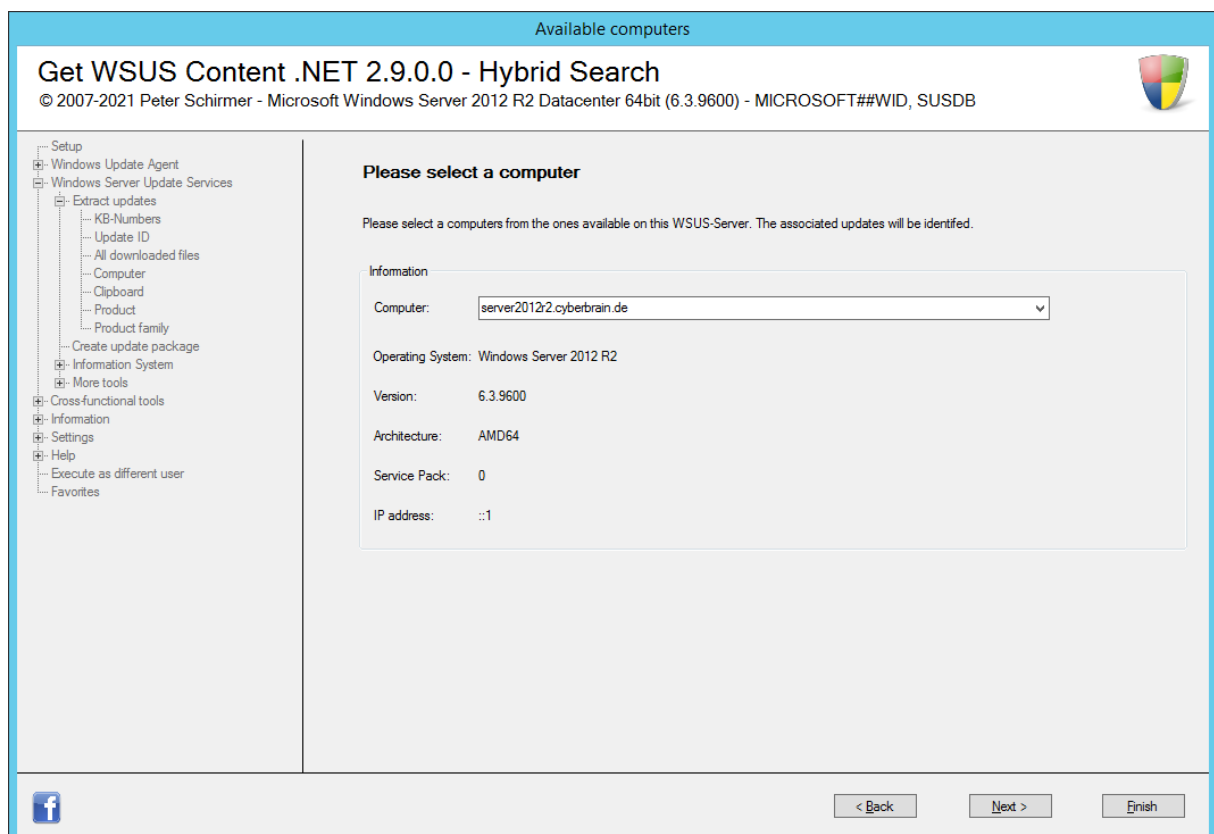 Available computers
Get WSUS Content .NET 2.9.0.0 - Hybrid Search
© 2007-2021 Peter Schirmer - Microsoft Windows Server 2012 R2 Datacenter 64bit (6.3.9600) - MICROSOFT##WID, SUSDB
Setup
Windows Update Agent
Windows Server Update Services
Extract updates
KB-Numbers
Update ID
All downloaded files
Computer
Clipboard
Product
Product family
Create update package
Information System
More tools
Cross-functional tools
Information
Settings
Help
Execute as different user
Favorites
Please select a computer
Please select a computers from the ones available on this WSUS-Server. The associated updates will be identifed.
Information
Computer: server2012r2.cyberbrain.de
Operating System: Windows Server 2012 R2
Version: 6.3.9600
Architecture: AMD64
Service Pack: 0
IP address: ::1
f
< Back Next > Finish